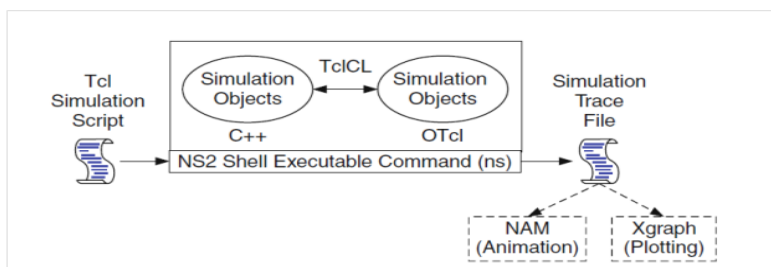 Tcl
Simulation
Script
Simulation
Objects
TclCL
Simulation
Objects
C++
OTcl
NS2 Shell Executable Command (ns)
Simulation
Trace
File
NAM
(Animation)
Xgraph
(Plotting)